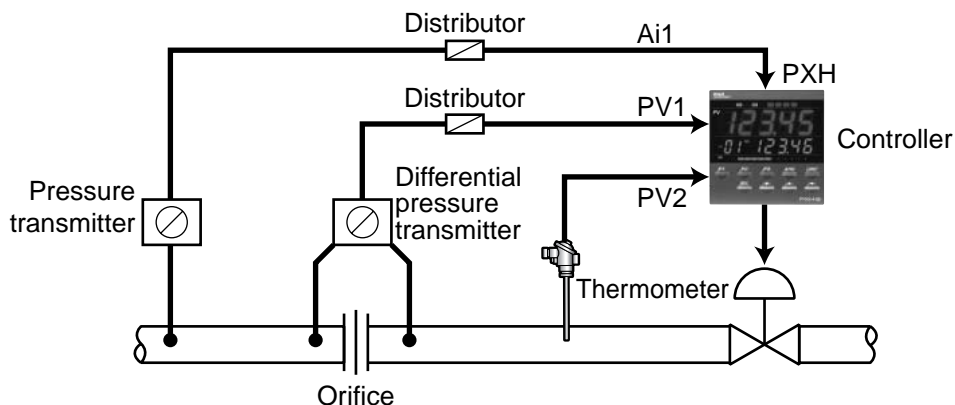 Distributor
Ai1
PXH
Distributor
PV1
PV
123.45
-01
123.46
Controller
Pressure
transmitter
Differential
pressure
transmitter
PV2
Thermometer
Orifice